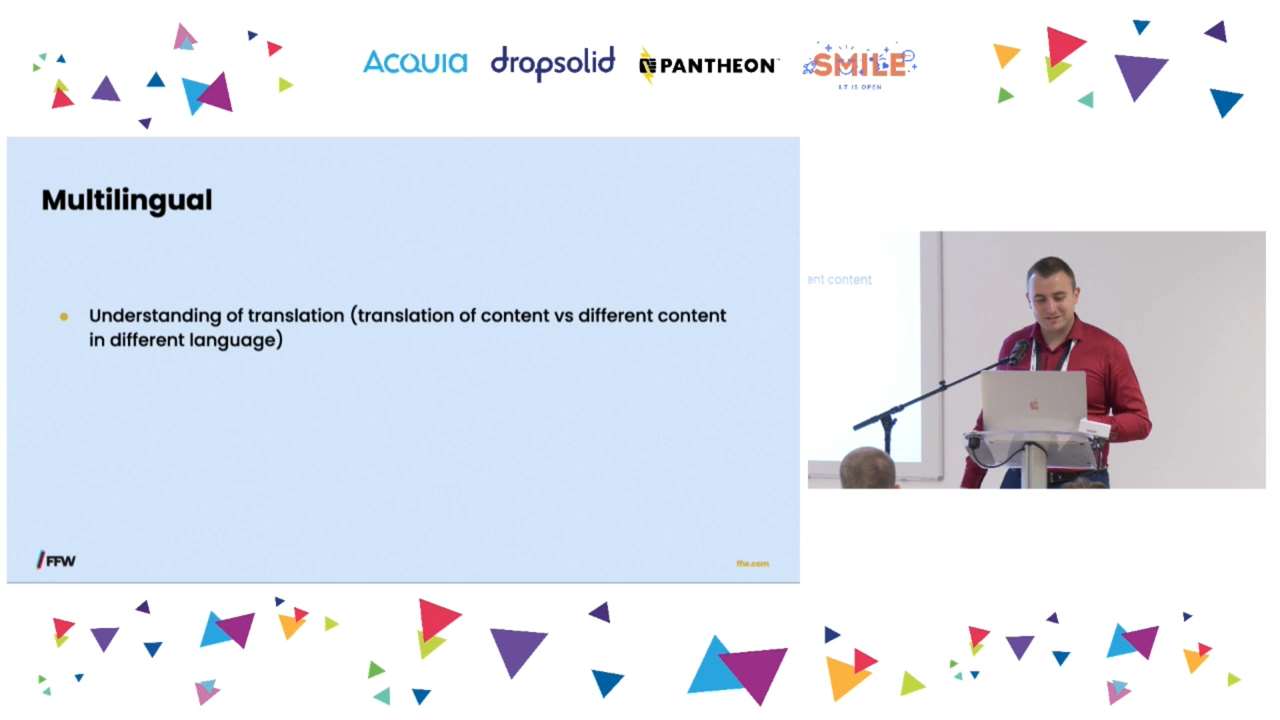 ACQUIA
dropsolid
PANTHEON
SMILE
I.T IS OPEN
Multilingual
Understanding of translation (translation of content vs different content
in different language)
ent content
FFW
ffw.com